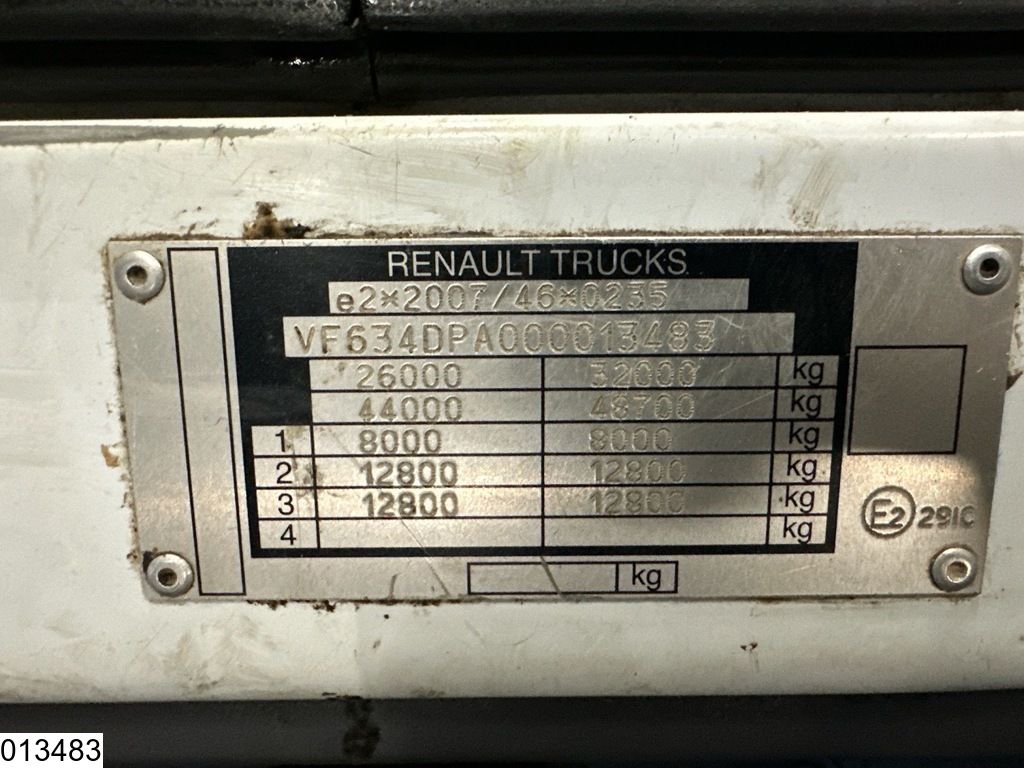 RENAULT TRUCKS
e2*2007/46*0235
VF634DPA000013483
26000 32000 kg
44000 48700 kg
1 8000 8000 kg
2 12800 12800 kg
3 12800 12800 kg
4 kg
kg
E2 291C
013483